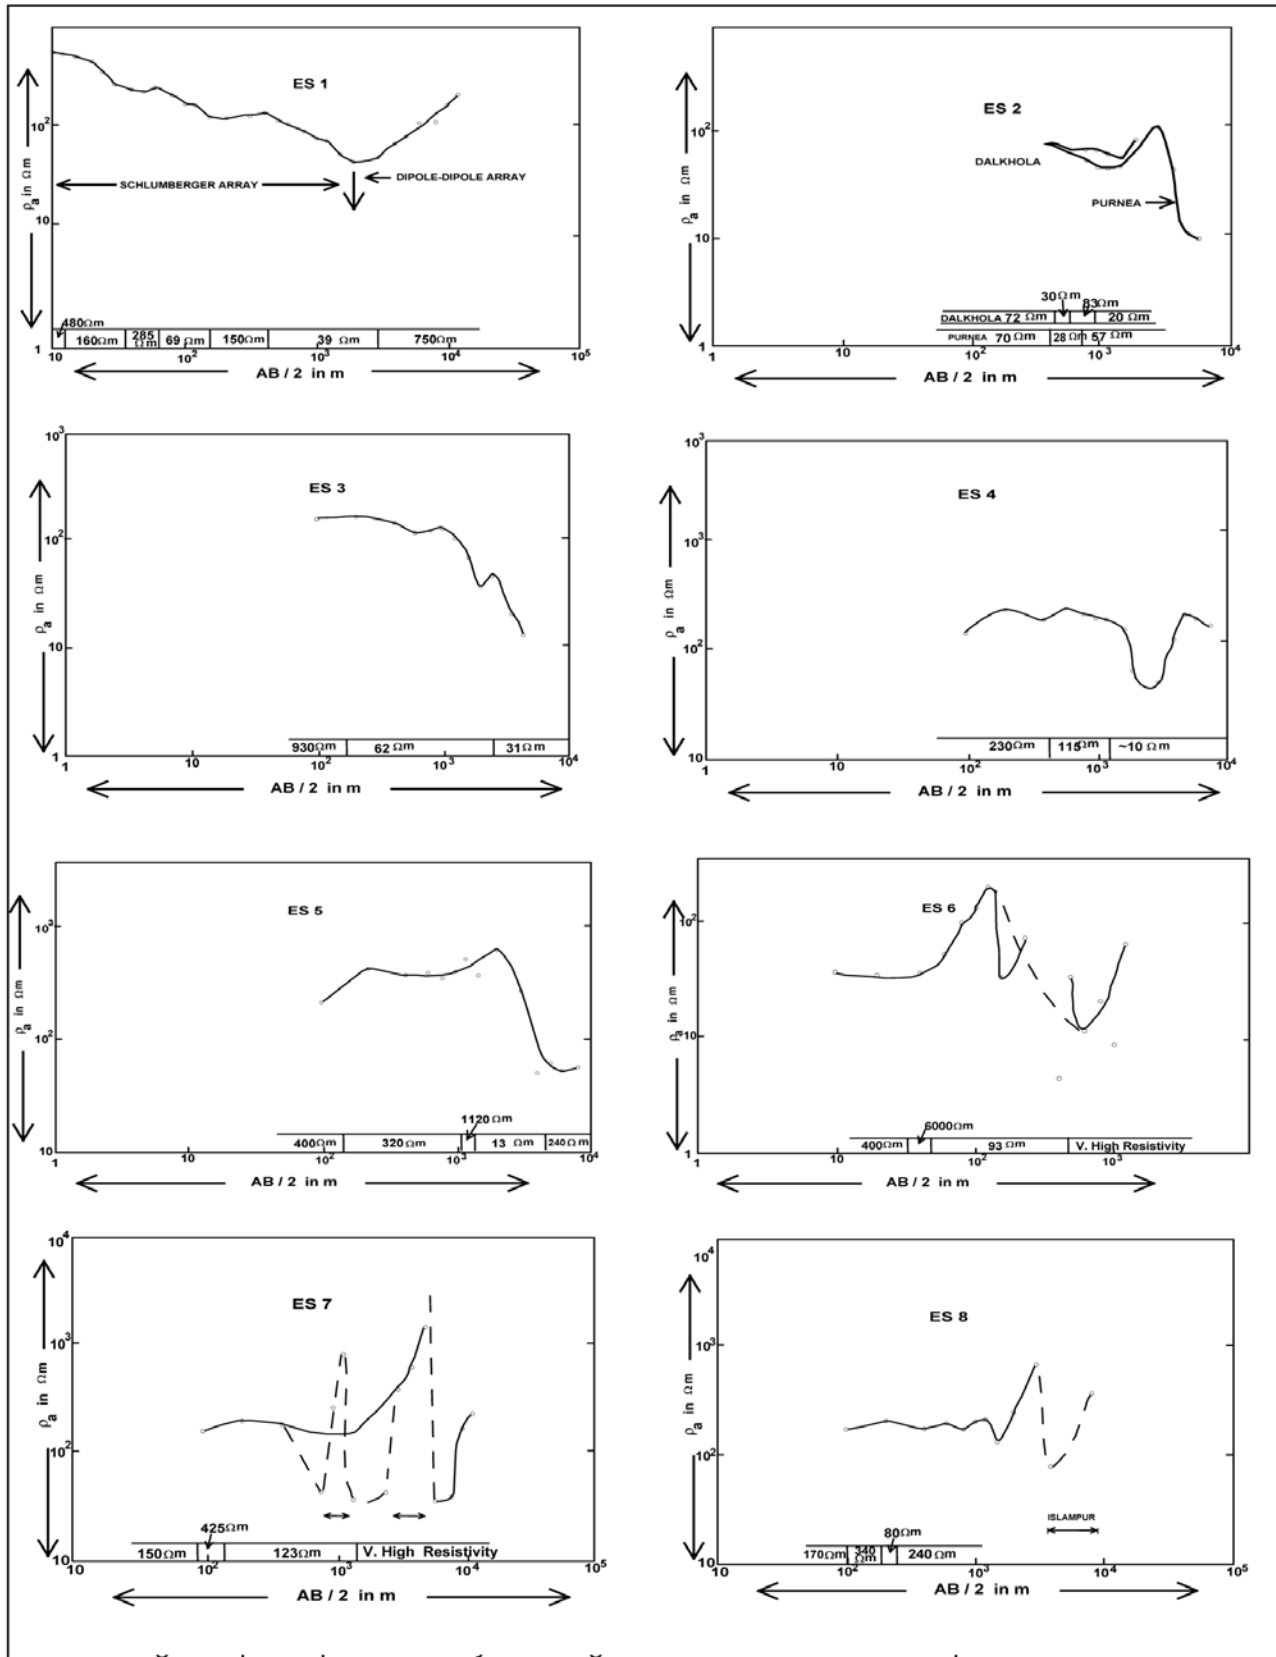 ES 1
10²
10
1
ρa in Ωm
SCHLUMBERGER ARRAY
DIPOLE-DIPOLE ARRAY
480Ωm
160Ωm
285 Ωm
69 Ωm
150Ωm
39 Ωm
750Ωm
10
10²
10³
10⁴
10⁵
AB / 2 in m
ES 2
10²
10
1
ρa in Ωm
DALKHOLA
PURNEA
30Ωm
83Ωm
DALKHOLA 72 Ωm
20 Ωm
PURNEA 70 Ωm
28 Ωm
57 Ωm
1
10
10³
10⁴
AB / 2 in m
ES 3
10³
10²
10
1
ρa in Ωm
930Ωm
62 Ωm
31Ωm
1
10
10²
10³
10⁴
AB / 2 in m
ES 4
10³
10³
10²
10
ρa in Ωm
230Ωm
115Ωm
~10 Ωm
1
10
10²
10³
10⁴
AB / 2 in m
ES 5
10³
10²
10
ρa in Ωm
1120Ωm
400Ωm
320Ωm
13 Ωm
240Ωm
1
10
10²
10³
10⁴
AB / 2 in m
ES 6
10²
10
1
ρa in Ωm
6000Ωm
400Ωm
93 Ωm
V. High Resistivity
1
10
10²
10³
AB / 2 in m
ES 7
10⁴
10³
10²
10
ρa in Ωm
425Ωm
150Ωm
123Ωm
V. High Resistivity
10
10²
10³
10⁴
10⁵
AB / 2 in m
ES 8
10⁴
10³
10²
10
ρa in Ωm
ISLAMPUR
80Ωm
170Ωm
340 Ωm
240Ωm
10
10²
10³
10⁴
10⁵
AB / 2 in m